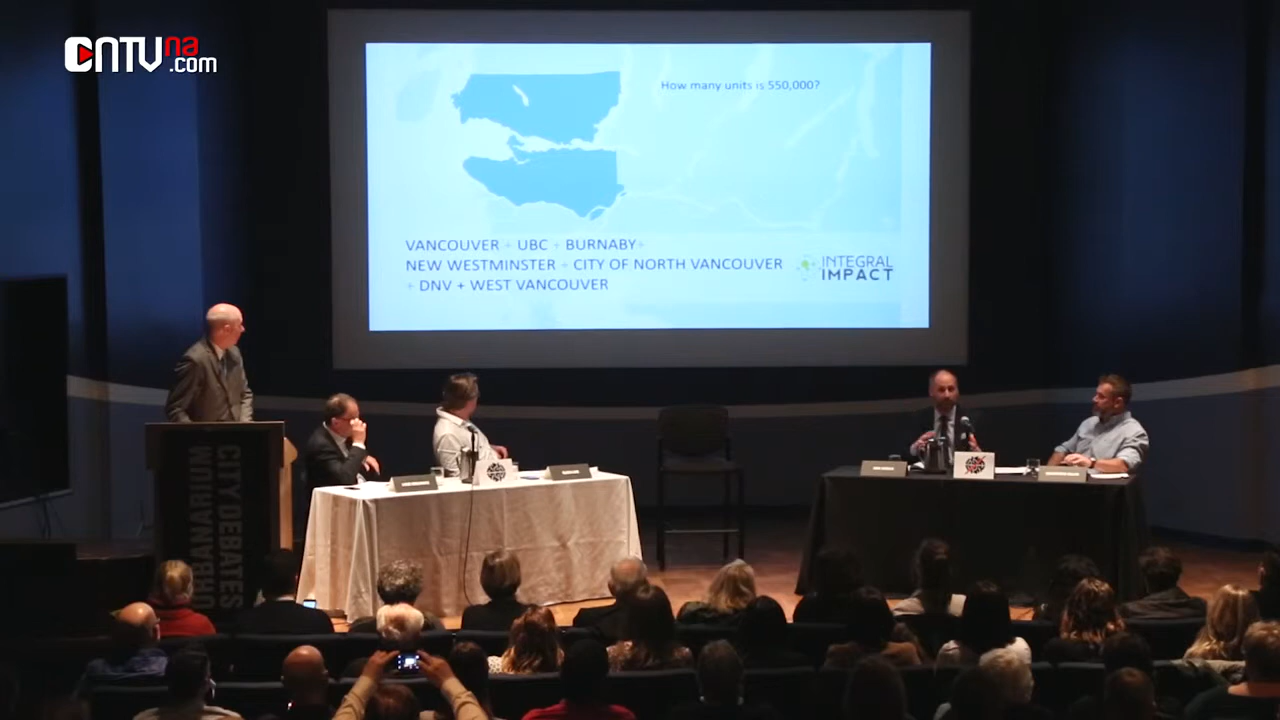 CNTVna
.com
How many units is 550,000?
VANCOUVER + UBC + BURNABY+
NEW WESTMINSTER + CITY OF NORTH VANCOUVER
+ DNV + WEST VANCOUVER
INTEGRAL
IMPACT
URBANARIUM
CITY DEBATES